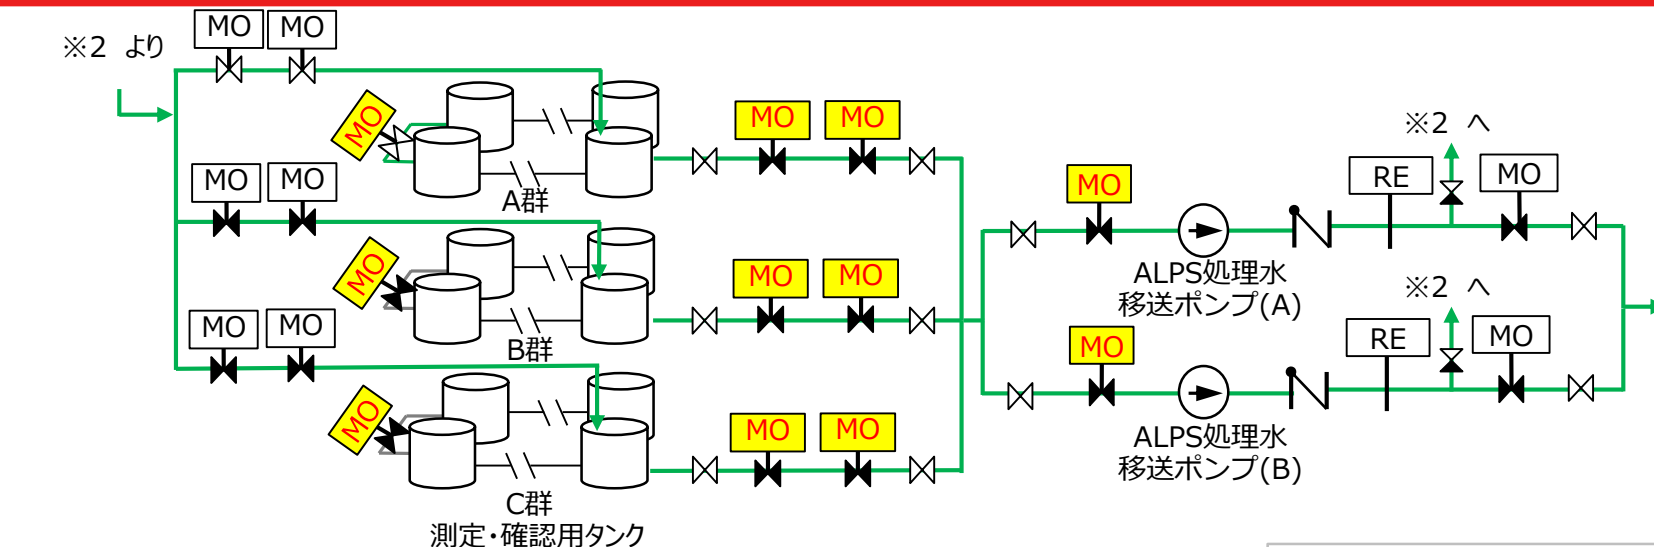 ※2 より
MO MO
MO
A群
MO MO
MO MO
MO
B群
MO MO
MO MO
MO
C群
測定・確認用タンク
MO MO
MO
ALPS処理水
移送ポンプ(A)
※2 へ
RE
MO
MO
ALPS処理水
移送ポンプ(B)
※2 へ
RE
MO